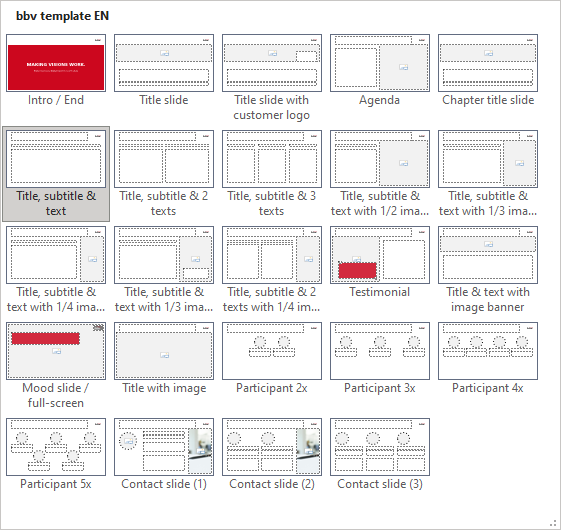 bbv template EN
MAKING VISIONS WORK.
Intro / End
Title slide
Title slide with
customer logo
Agenda
Chapter title slide
Title, subtitle &
text
Title, subtitle & 2
texts
Title, subtitle & 3
texts
Title, subtitle &
text with 1/2 ima...
Title, subtitle &
text with 1/3 ima...
Title, subtitle &
text with 1/4 ima...
Title, subtitle &
text with 1/3 ima...
Title, subtitle & 2
texts with 1/4 im...
Testimonial
Title & text with
image banner
Mood slide /
full-screen
Title with image
Participant 2x
Participant 3x
Participant 4x
Participant 5x
Contact slide (1)
Contact slide (2)
Contact slide (3)